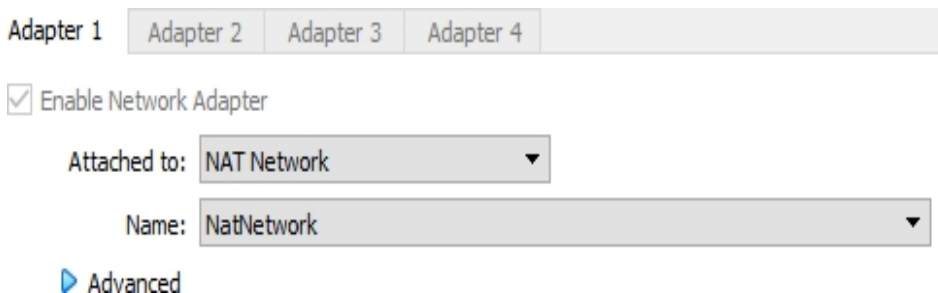 Adapter 1 Adapter 2 Adapter 3 Adapter 4
Enable Network Adapter
Attached to: NAT Network
Name: NatNetwork
Advanced